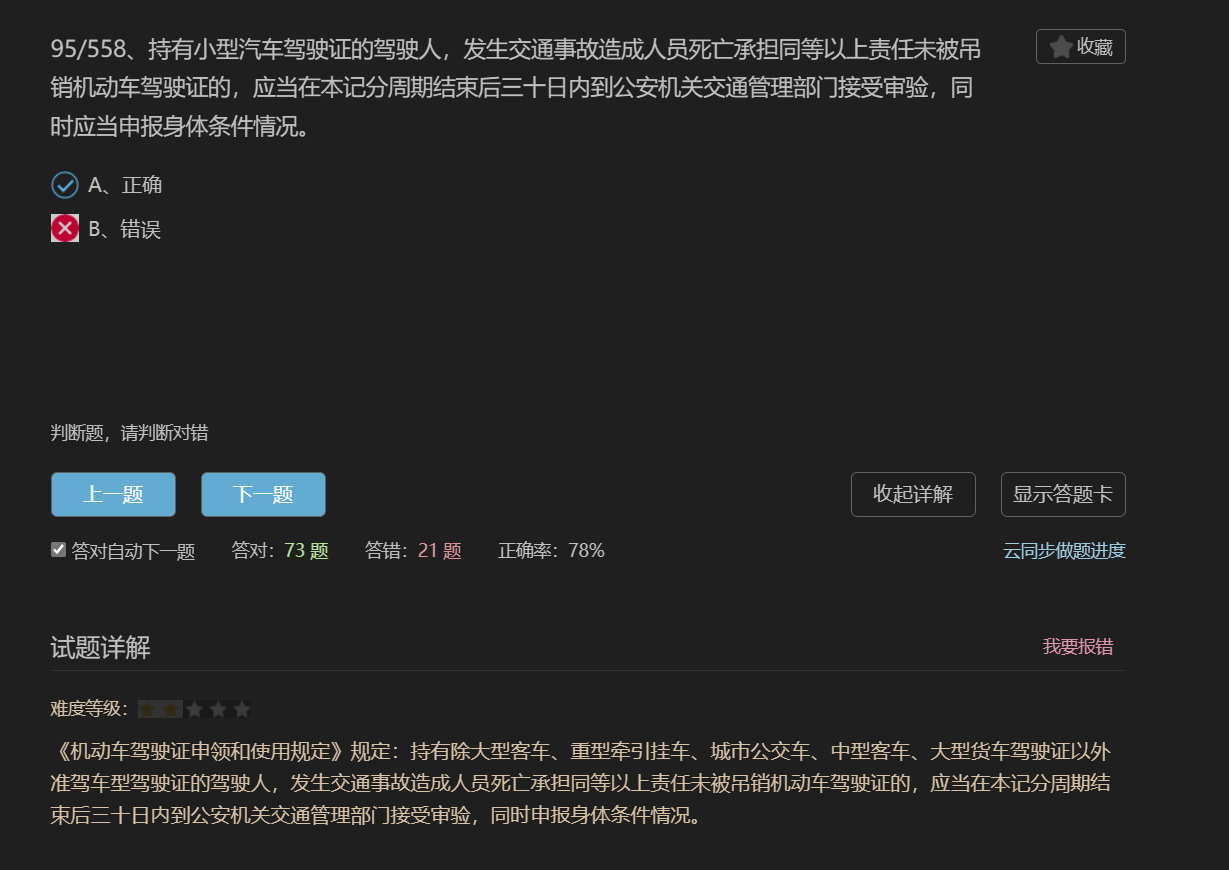 95/558、持有小型汽车驾驶证的驾驶人，发生交通事故造成人员死亡承担同等以上责任未被吊
销机动车驾驶证的，应当在本记分周期结束后三十日内到公安机关交通管理部门接受审验，同
时应当申报身体条件情况。
收藏
A、正确
B、错误
判断题，请判断对错
上一题
下一题
收起详解
显示答题卡
答对自动下一题
答对：73 题
答错：21 题
正确率：78%
云同步做题进度
试题详解
我要报错
难度等级：
《机动车驾驶证申领和使用规定》规定：持有除大型客车、重型牵引挂车、城市公交车、中型客车、大型货车驾驶证以外
准驾车型驾驶证的驾驶人，发生交通事故造成人员死亡承担同等以上责任未被吊销机动车驾驶证的，应当在本记分周期结
束后三十日内到公安机关交通管理部门接受审验，同时申报身体条件情况。